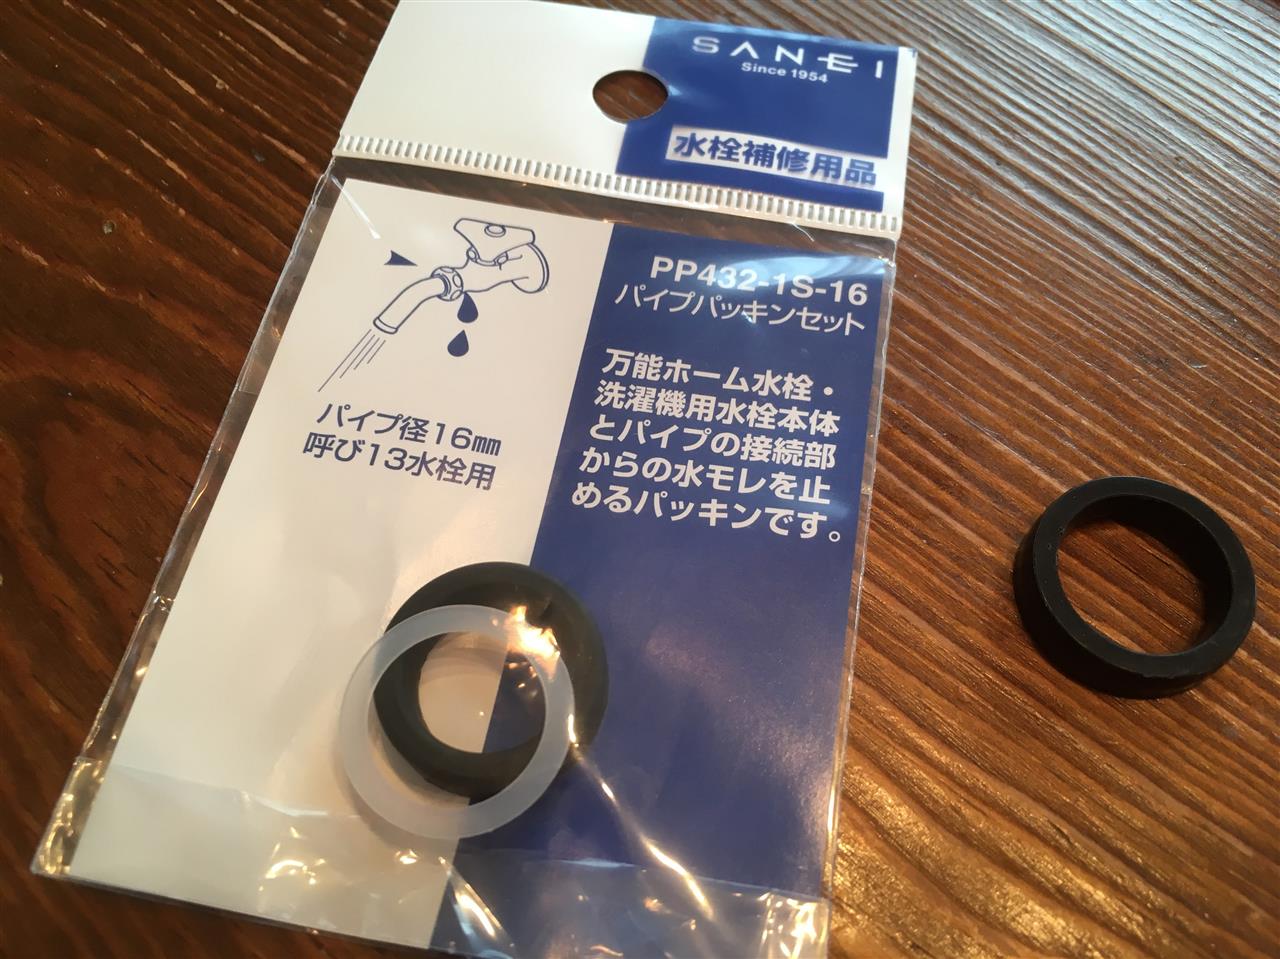 SANEI
Since 1954
水栓補修用品
PP432-1S-16
パイプパッキンセット
万能ホーム水栓・
洗濯機用水栓本体
とパイプの接続部
からの水モレを止
めるパッキンです。
パイプ径16㎜
呼び13水栓用